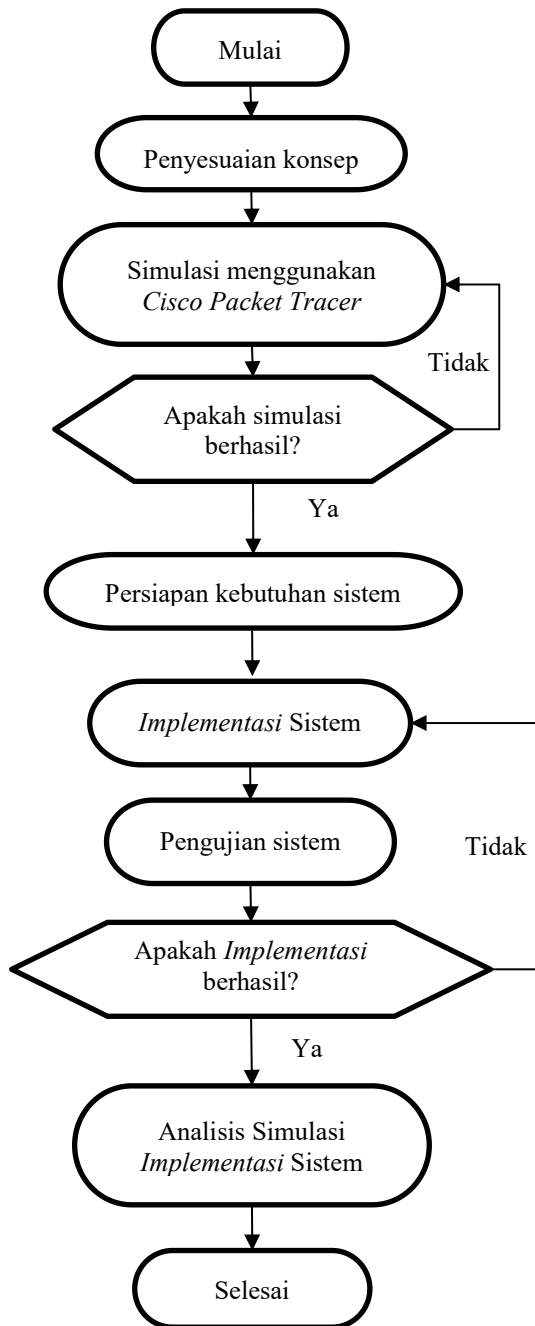 Mulai
Penyesuaian konsep
Simulasi menggunakan
Cisco Packet Tracer
Tidak
Apakah simulasi
berhasil?
Ya
Persiapan kebutuhan sistem
Implementasi Sistem
Pengujian sistem
Tidak
Apakah Implementasi
berhasil?
Ya
Analisis Simulasi
Implementasi Sistem
Selesai